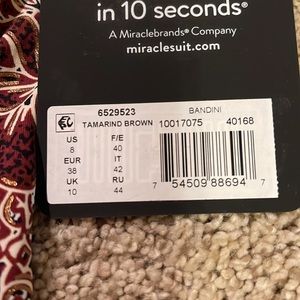 in 10 seconds®
A Miraclebrands® Company
miraclesuit.com
6529523 BANDINI
TAMARIND BROWN 10017075 40168
US F/E
8 40
EUR IT
38 42
UK RU
10 44
7 54509 88694 7